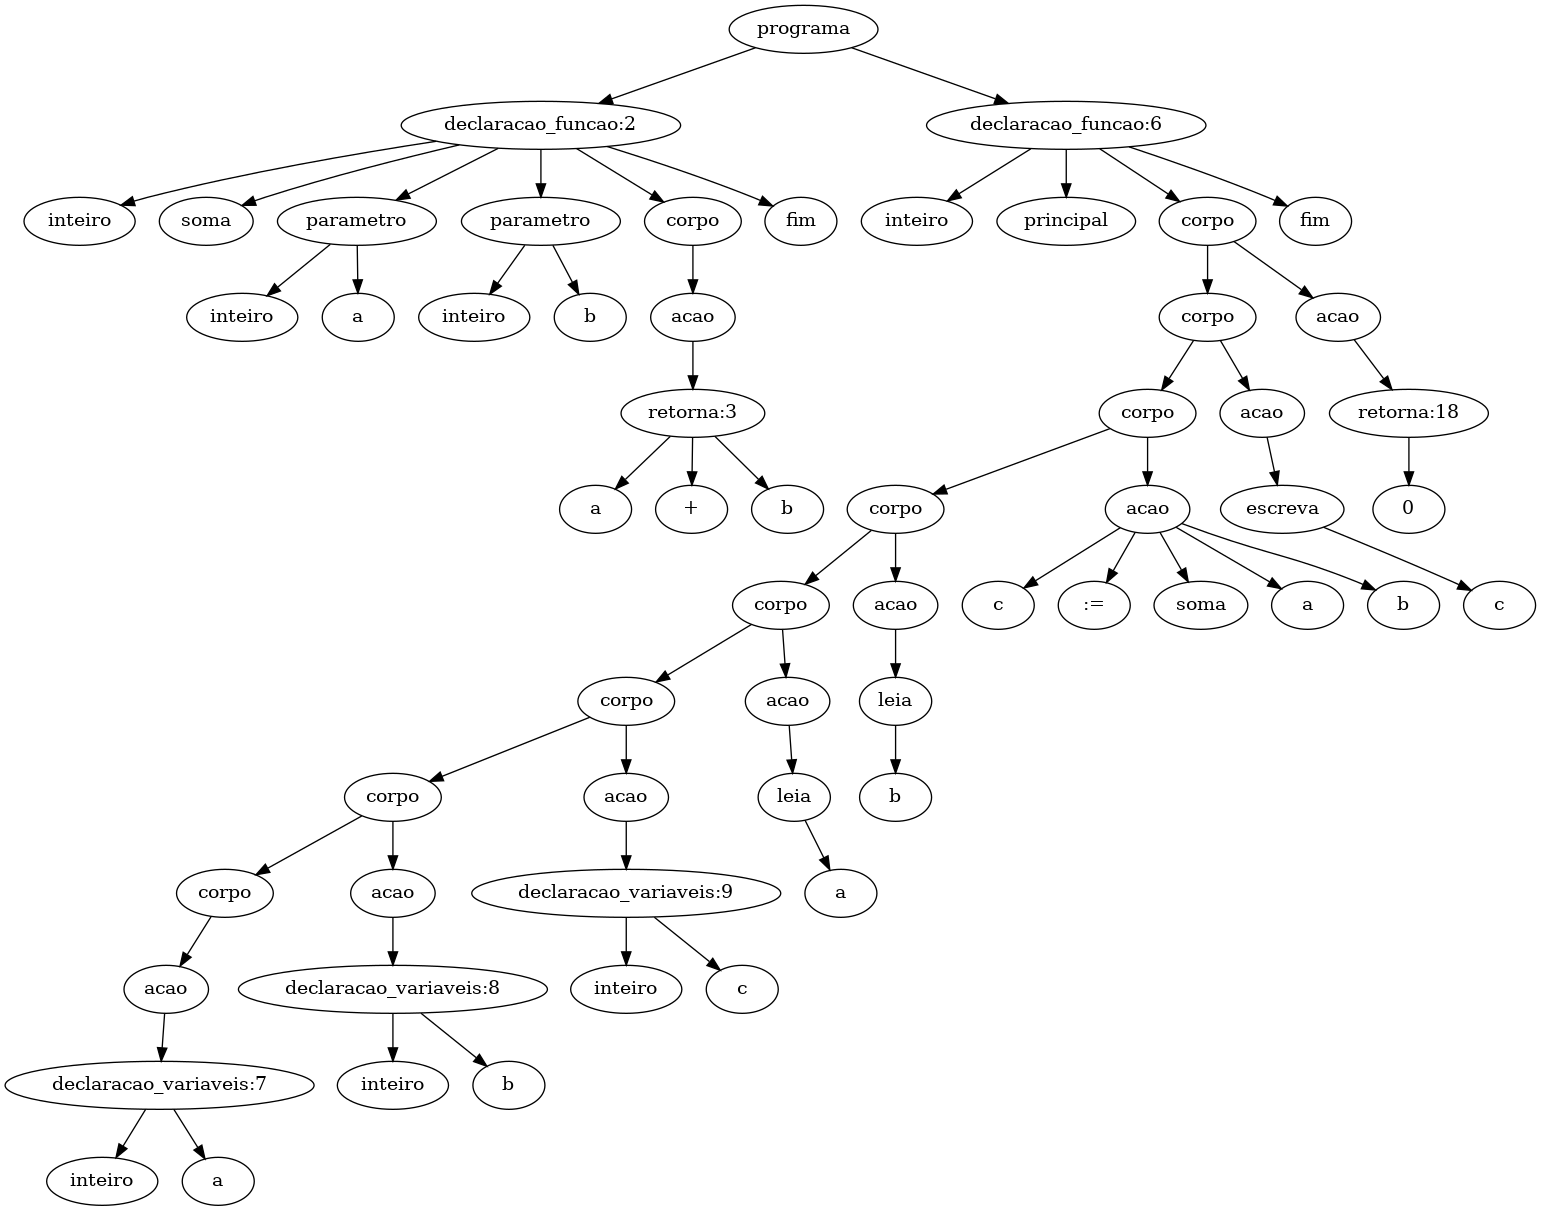 programa
declaracao_funcao:2 declaracao_funcao:6
inteiro soma parametro parametro corpo fim inteiro principal corpo fim
inteiro a inteiro b acao corpo acao
retorna:3 corpo acao retorna:18
a + b corpo acao escreva 0
corpo acao c := soma a b c
corpo acao leia
corpo acao leia b
corpo acao declaracao_variaveis:9 a
acao declaracao_variaveis:8 inteiro c
declaracao_variaveis:7 inteiro b
inteiro a